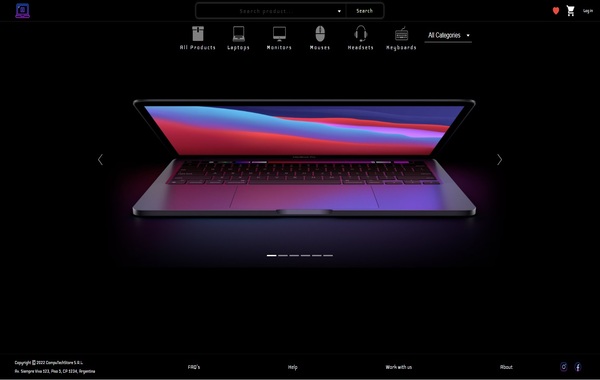 Search product...
Search
Log in
All Products
Laptops
Monitors
Mouses
Headsets
Keyboards
All Categories
Copyright © 2023 CompuTechStore S.R.L.
Av. Siempre Viva 123, Piso 3, CP 1234, Argentina
FAQ's
Help
Work with us
About